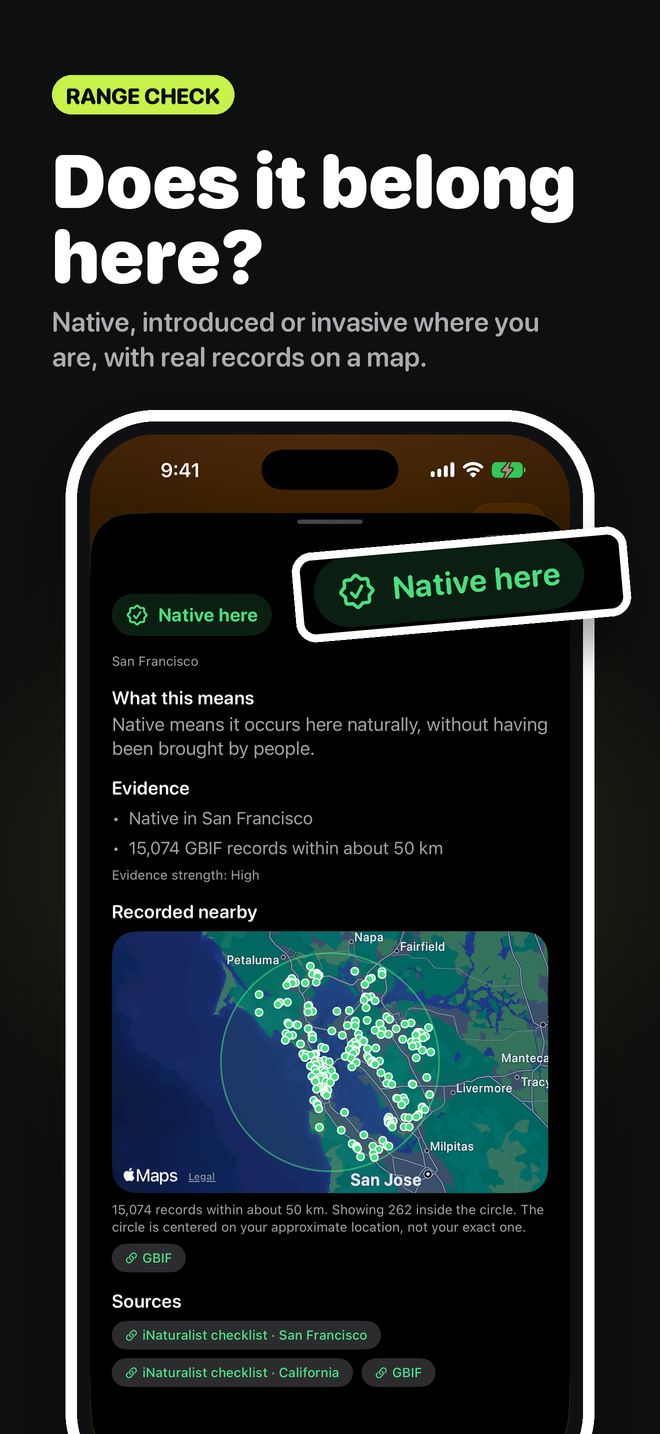 RANGE CHECK
Does it belong
here?
Native, introduced or invasive where you
are, with real records on a map.
9:41
Native here
Native here
San Francisco
What this means
Native means it occurs here naturally, without having
been brought by people.
Evidence
• Native in San Francisco
• 15,074 GBIF records within about 50 km
Evidence strength: High
Recorded nearby
Napa
Fairfield
Petaluma
Manteca
Tracy
Livermore
Milpitas
San Jose
Maps Legal
15,074 records within about 50 km. Showing 262 inside the circle. The
circle is centered on your approximate location, not your exact one.
GBIF
Sources
iNaturalist checklist · San Francisco
iNaturalist checklist · California
GBIF